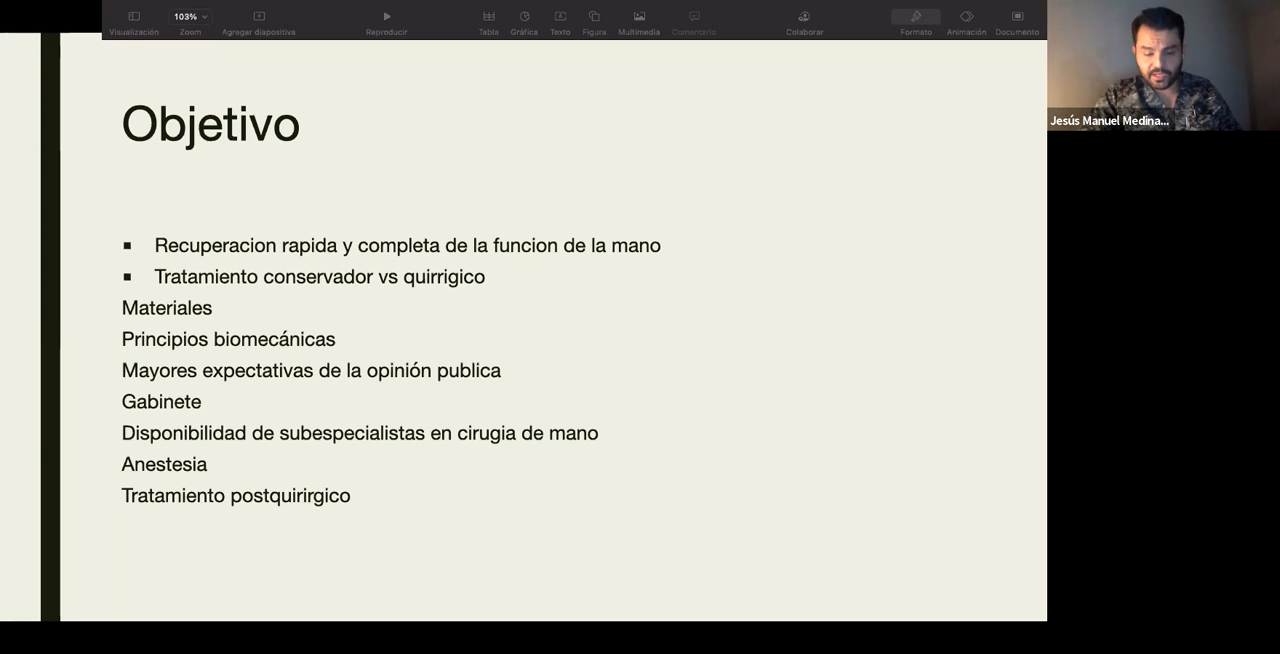 103%
Visualización Zoom Agregar diapositiva Reproducir Tabla Gráfica Texto Figura Multimedia Comentario Colaborar Formato Animación Documento
Jesús Manuel Medina...
Objetivo
Recuperacion rapida y completa de la funcion de la mano
Tratamiento conservador vs quirrigico
Materiales
Principios biomecánicas
Mayores expectativas de la opinión publica
Gabinete
Disponibilidad de subespecialistas en cirugia de mano
Anestesia
Tratamiento postquirirgico